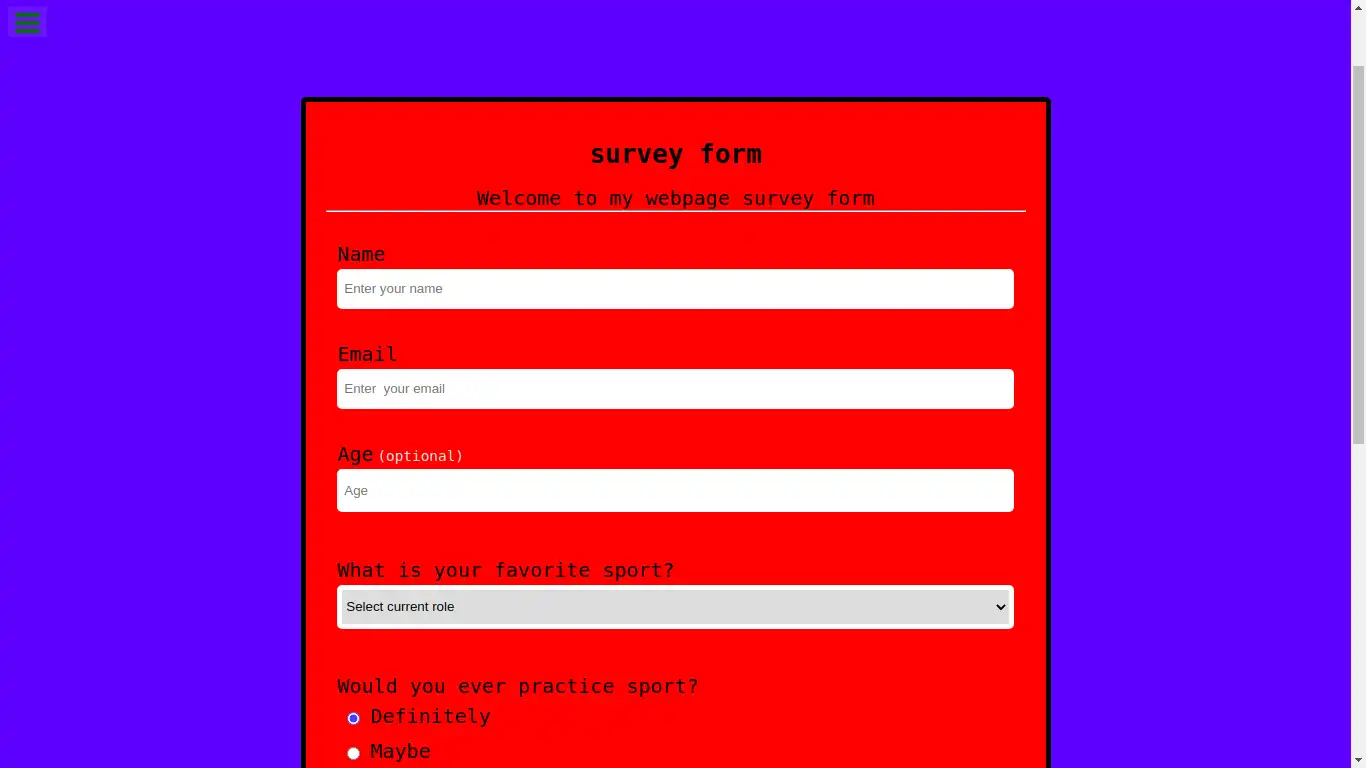 survey form
Welcome to my webpage survey form
Name
Enter your name
Email
Enter  your email
Age (optional)
Age
What is your favorite sport?
Select current role
Would you ever practice sport?
Definitely
Maybe